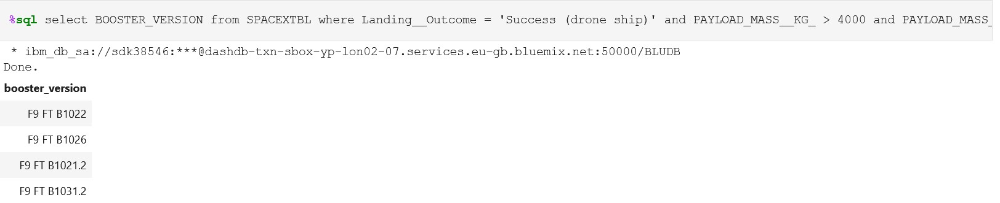 %sql select BOOSTER_VERSION from SPACEXTBL where Landing__Outcome = 'Success (drone ship)' and PAYLOAD_MASS__KG_ > 4000 and PAYLOAD_MASS_
* ibm_db_sa://sdk38546:***@dashdb-txn-sbox-yp-lon02-07.services.eu-gb.bluemix.net:50000/BLUDB
Done.
booster_version
F9 FT B1022
F9 FT B1026
F9 FT B1021.2
F9 FT B1031.2